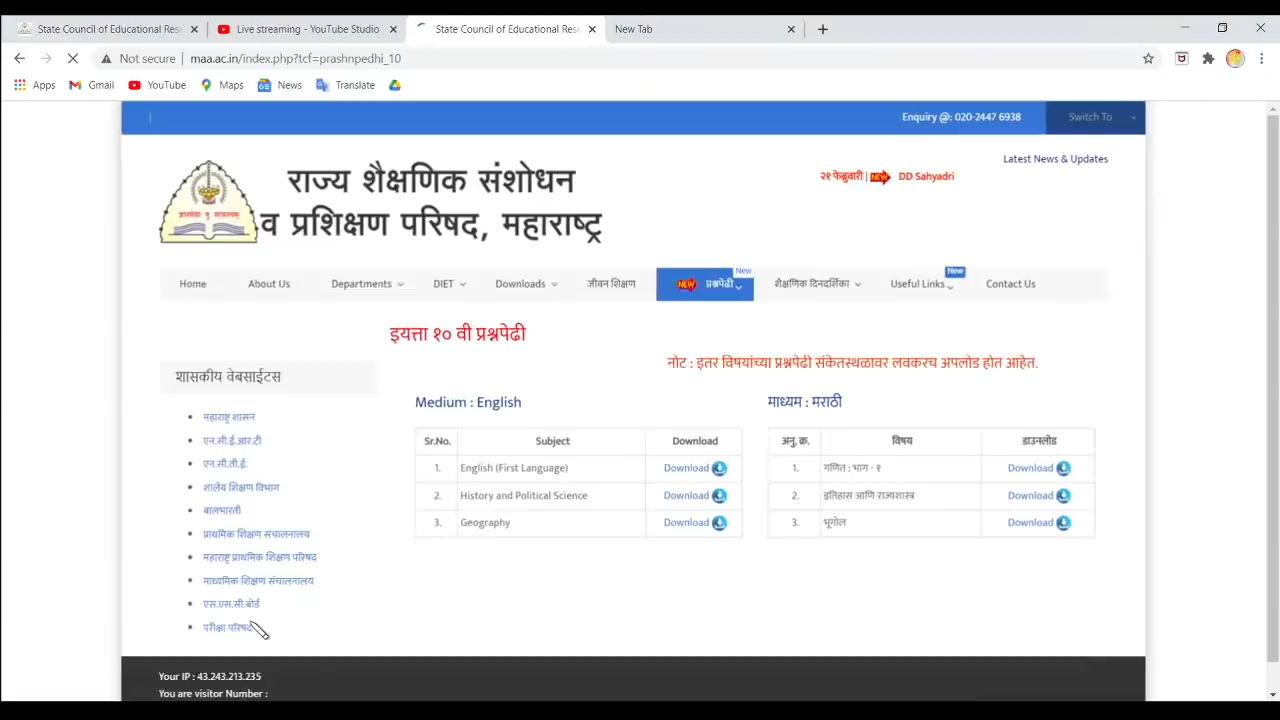 State Council of Educational Res
Live streaming - YouTube Studio
State Council of Educational Res
New Tab
Not secure
maa.ac.in/index.php?tcf=prashnpedhi_10
Apps
Gmail
YouTube
Maps
News
Translate
Enquiry @: 020-2447 6938
Switch To
Latest News & Updates
२१ फेब्रुवारी | NEW DD Sahyadri
राज्य शैक्षणिक संशोधन
व प्रशिक्षण परिषद, महाराष्ट्र
Home
About Us
Departments
DIET
Downloads
जीवन शिक्षण
NEW प्रश्नपेढी New
शैक्षणिक दिनदर्शिका
Useful Links New
Contact Us
इयत्ता १० वी प्रश्नपेढी
नोट : इतर विषयांच्या प्रश्नपेढी संकेतस्थळावर लवकरच अपलोड होत आहेत.
शासकीय वेबसाईटस
महाराष्ट्र शासन
एन.सी.ई.आर.टी
एन.सी.ती.ई.
शालेय शिक्षण विभाग
बालभारती
प्राथमिक शिक्षण संचालनालय
महाराष्ट्र प्राथमिक शिक्षण परिषद
माध्यमिक शिक्षण संचालनालय
एस.एस.सी.बोर्ड
परीक्षा परिषद
Medium : English
Sr.No. Subject Download
1. English (First Language) Download
2. History and Political Science Download
3. Geography Download
माध्यम : मराठी
अनु. क्र. विषय डाउनलोड
1. गणित : भाग - १ Download
2. इतिहास आणि राज्यशास्त्र Download
3. भूगोल Download
Your IP : 43.243.213.235
You are visitor Number :